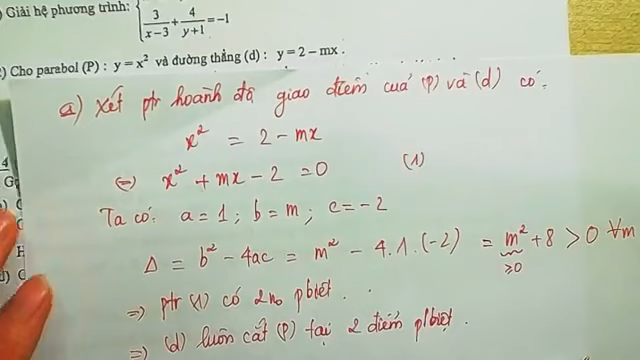 ) Giải hệ phương trình: { 3/(x−3) + 4/(y+1) = −1
) Cho parabol (P) : y = x² và đường thẳng (d) : y = 2 − mx .
a) Xét ptr hoành độ giao điểm của (P) và (d) có:
x² = 2 − mx
⇔ x² + mx − 2 = 0 (1)
Ta có: a = 1 ; b = m ; c = −2
Δ = b² − 4ac = m² − 4.1.(−2) = m² + 8 > 0 ∀m
≥0
⇒ ptr (1) có 2 no pbiệt .
⇒ (d) luôn cắt (P) tại 2 điểm p/biệt .